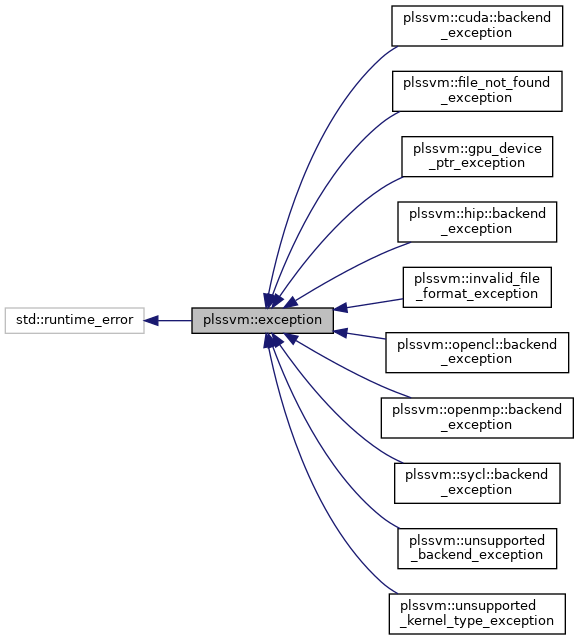 std::runtime_error
plssvm::exception
plssvm::cuda::backend
_exception
plssvm::file_not_found
_exception
plssvm::gpu_device
_ptr_exception
plssvm::hip::backend
_exception
plssvm::invalid_file
_format_exception
plssvm::opencl::backend
_exception
plssvm::openmp::backend
_exception
plssvm::sycl::backend
_exception
plssvm::unsupported
_backend_exception
plssvm::unsupported
_kernel_type_exception